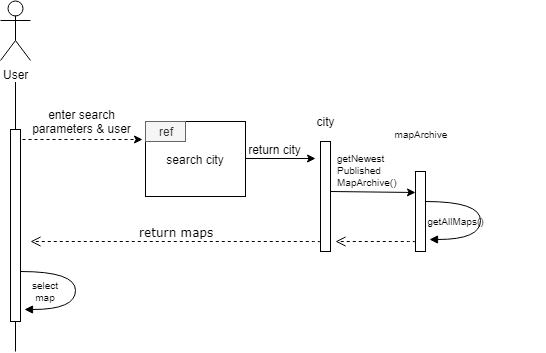 User
enter search
parameters & user
ref
search city
return city
city
getNewest
Published
MapArchive()
mapArchive
getAllMaps()
return maps
select
map